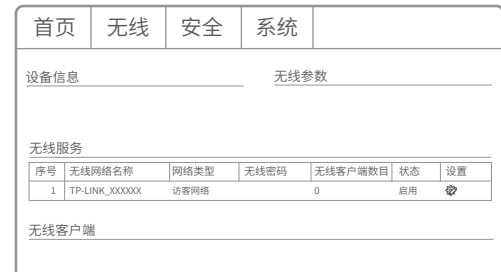 首页 无线 安全 系统
设备信息 无线参数
无线服务
序号 无线网络名称 网络类型 无线密码 无线客户端数目 状态 设置
1 TP-LINK_XXXXXX 访客网络 0 启用
无线客户端